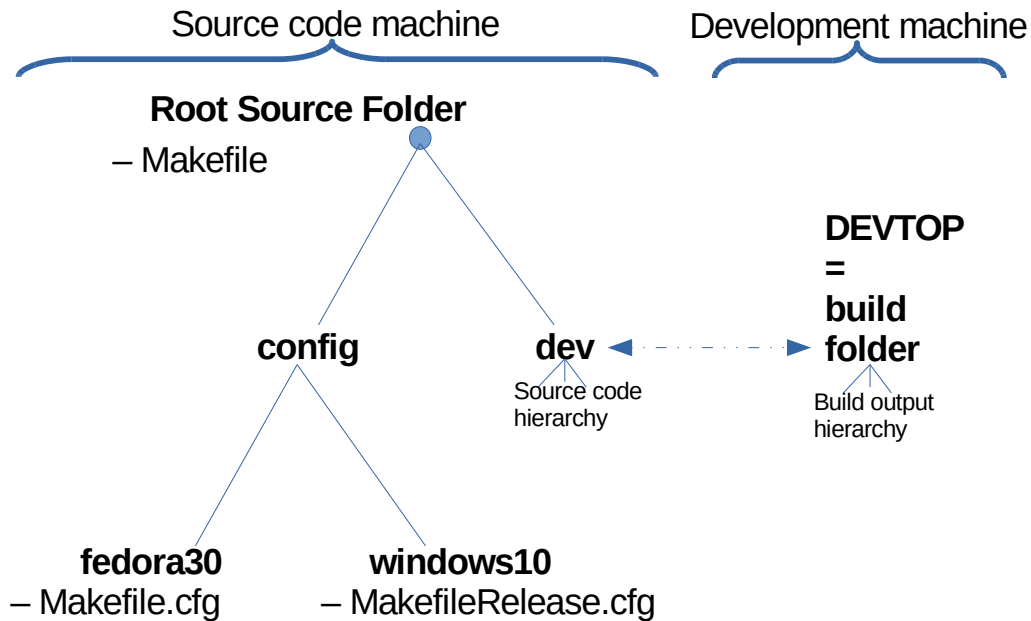 Source code machine
Development machine
Root Source Folder
– Makefile
DEVTOP
=
build
folder
config
dev
Source code
hierarchy
Build output
hierarchy
fedora30
– Makefile.cfg
windows10
– MakefileRelease.cfg